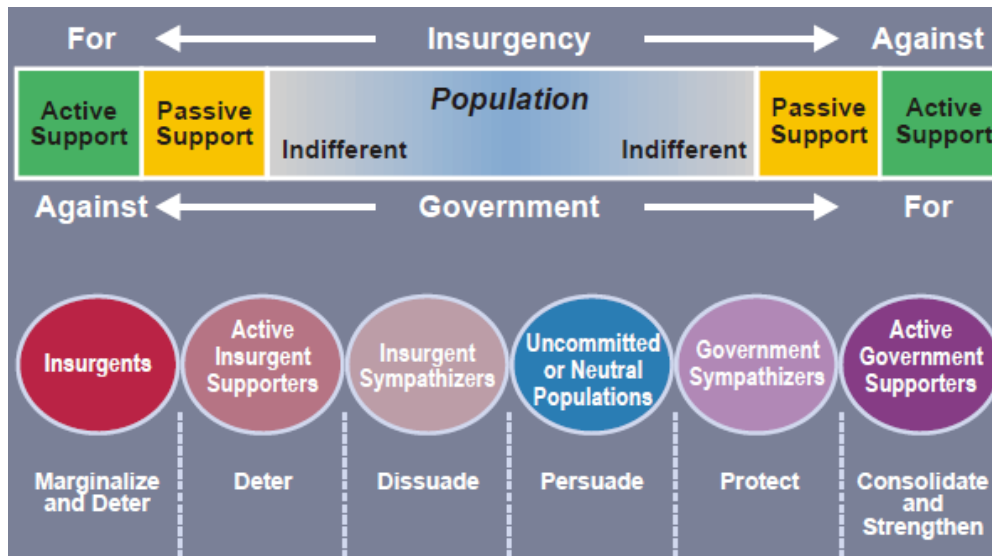 For Insurgency Against
Active Support
Passive Support
Population
Indifferent
Indifferent
Passive Support
Active Support
Against Government For
Insurgents
Active
Insurgent
Supporters
Insurgent
Sympathizers
Uncommitted
or Neutral
Populations
Government
Sympathizers
Active
Government
Supporters
Marginalize
and Deter
Deter
Dissuade
Persuade
Protect
Consolidate
and
Strengthen